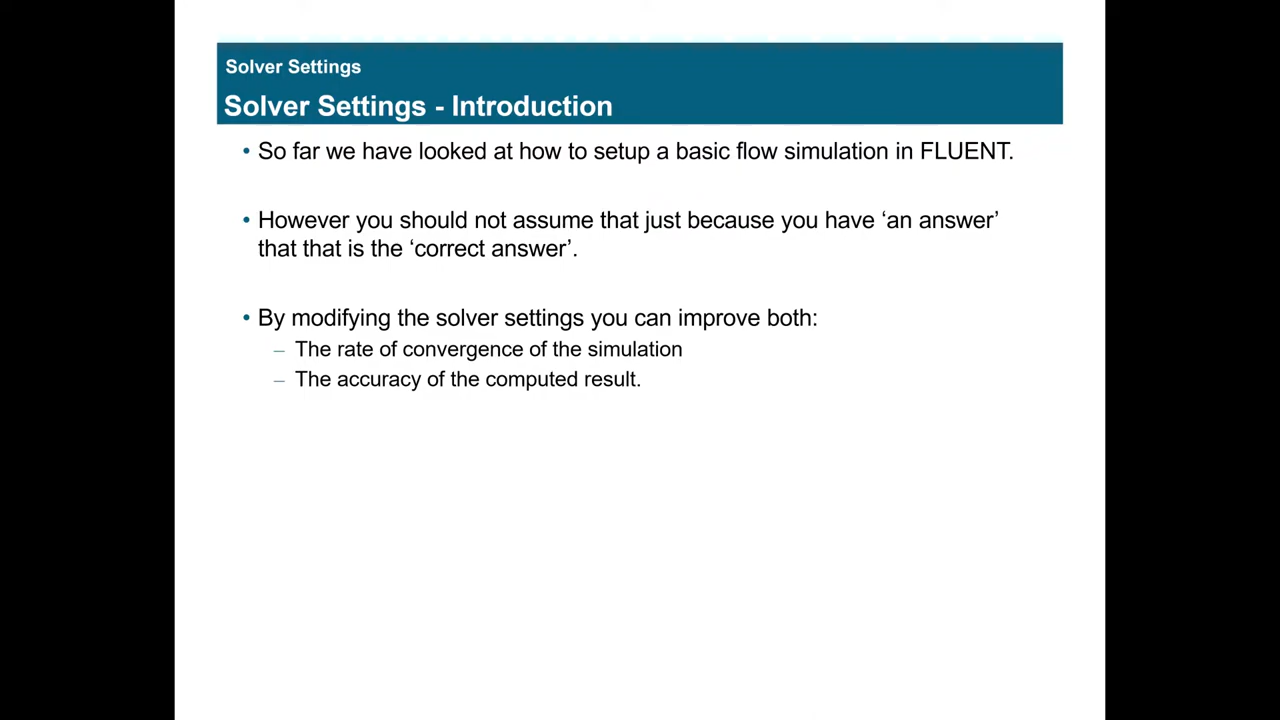 Solver Settings
Solver Settings - Introduction
• So far we have looked at how to setup a basic flow simulation in FLUENT.
• However you should not assume that just because you have ‘an answer’
that that is the ‘correct answer’.
• By modifying the solver settings you can improve both:
– The rate of convergence of the simulation
– The accuracy of the computed result.